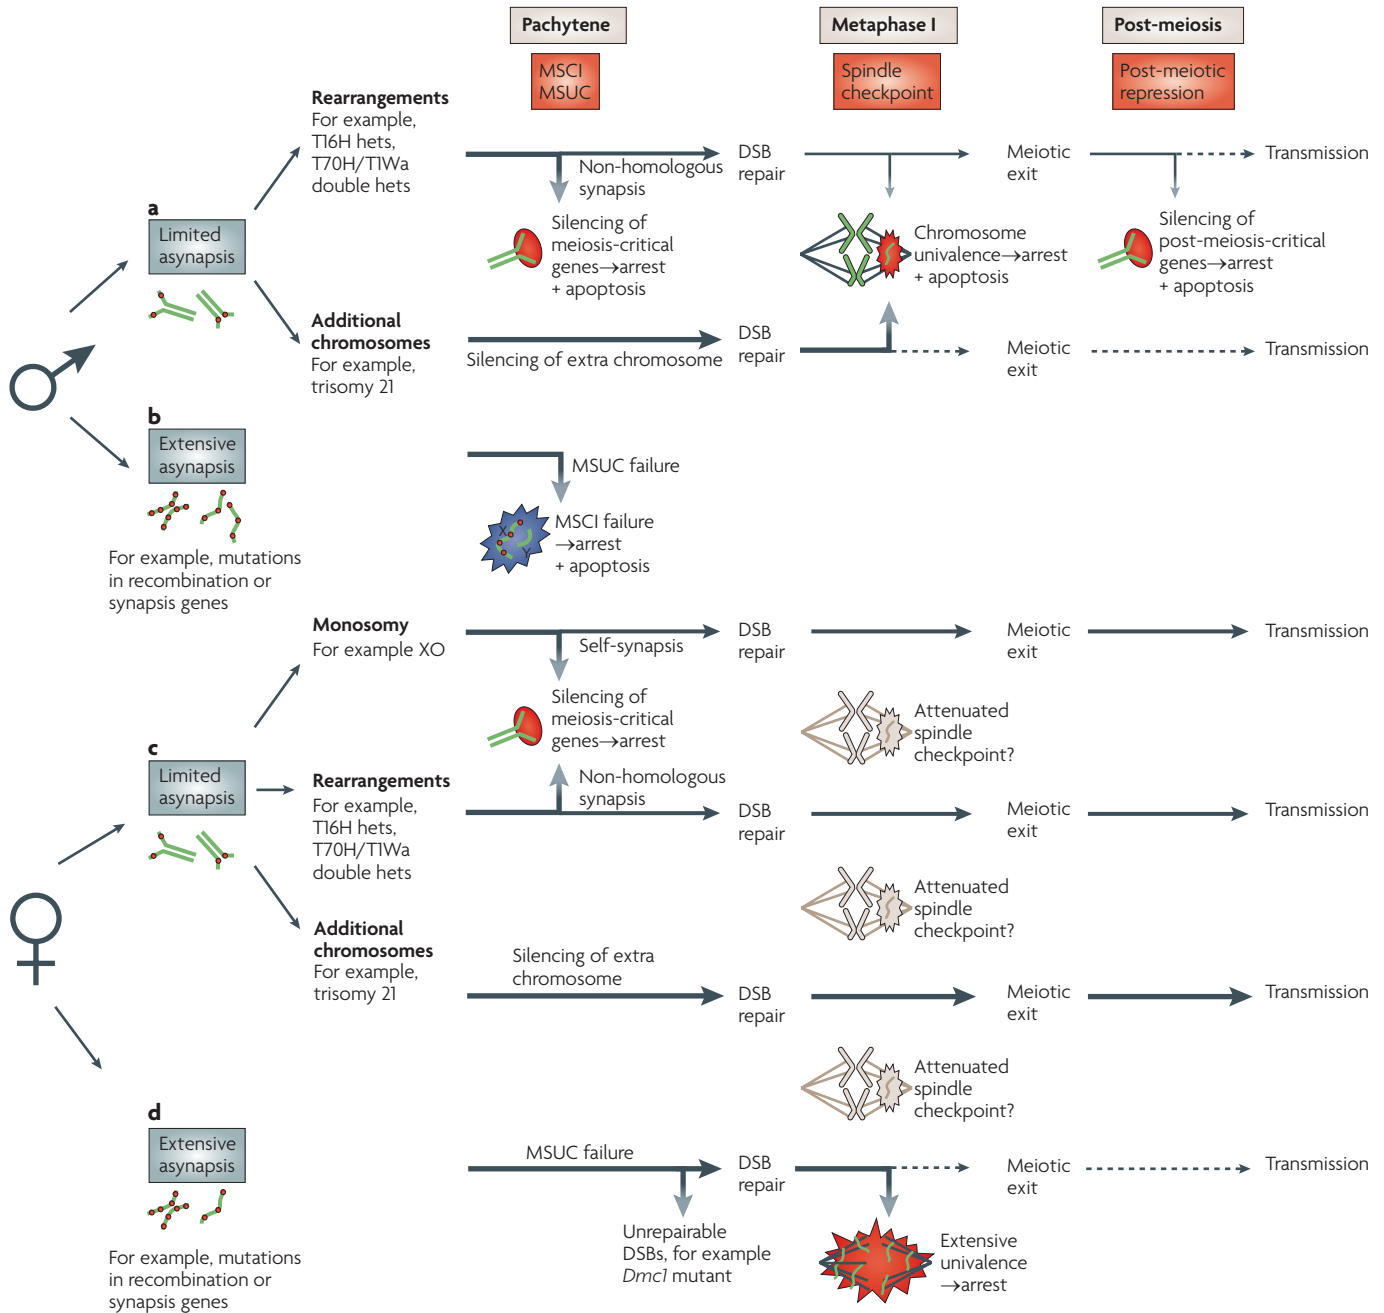 Pachytene
Metaphase I
Post-meiosis
MSCI
MSUC
Spindle
checkpoint
Post-meiotic
repression
Rearrangements
For example,
T16H hets,
T70H/T1Wa
double hets
Non-homologous
synapsis
DSB
repair
Meiotic
exit
Transmission
a
Limited
asynapsis
Silencing of
meiosis-critical
genes→arrest
+ apoptosis
Chromosome
univalence→arrest
+ apoptosis
Silencing of
post-meiosis-critical
genes→arrest
+ apoptosis
Additional
chromosomes
For example,
trisomy 21
Silencing of extra chromosome
DSB
repair
Meiotic
exit
Transmission
b
Extensive
asynapsis
For example, mutations
in recombination or
synapsis genes
MSUC failure
X
Y
MSCI failure
→arrest
+ apoptosis
Monosomy
For example XO
Self-synapsis
DSB
repair
Meiotic
exit
Transmission
Silencing of
meiosis-critical
genes→arrest
Attenuated
spindle
checkpoint?
c
Limited
asynapsis
Rearrangements
For example,
T16H hets,
T70H/T1Wa
double hets
Non-homologous
synapsis
DSB
repair
Meiotic
exit
Transmission
Attenuated
spindle
checkpoint?
Additional
chromosomes
For example,
trisomy 21
Silencing of extra
chromosome
DSB
repair
Meiotic
exit
Transmission
Attenuated
spindle
checkpoint?
d
Extensive
asynapsis
For example, mutations
in recombination or
synapsis genes
MSUC failure
DSB
repair
Meiotic
exit
Transmission
Unrepairable
DSBs, for example
Dmc1 mutant
Extensive
univalence
→arrest